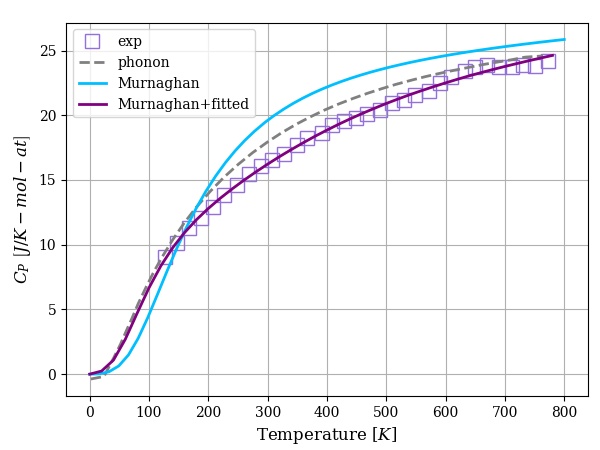 exp
phonon
Murnaghan
Murnaghan+fitted
25
20
15
10
5
0
C_P [J/K − mol − at]
0 100 200 300 400 500 600 700 800
Temperature [K]